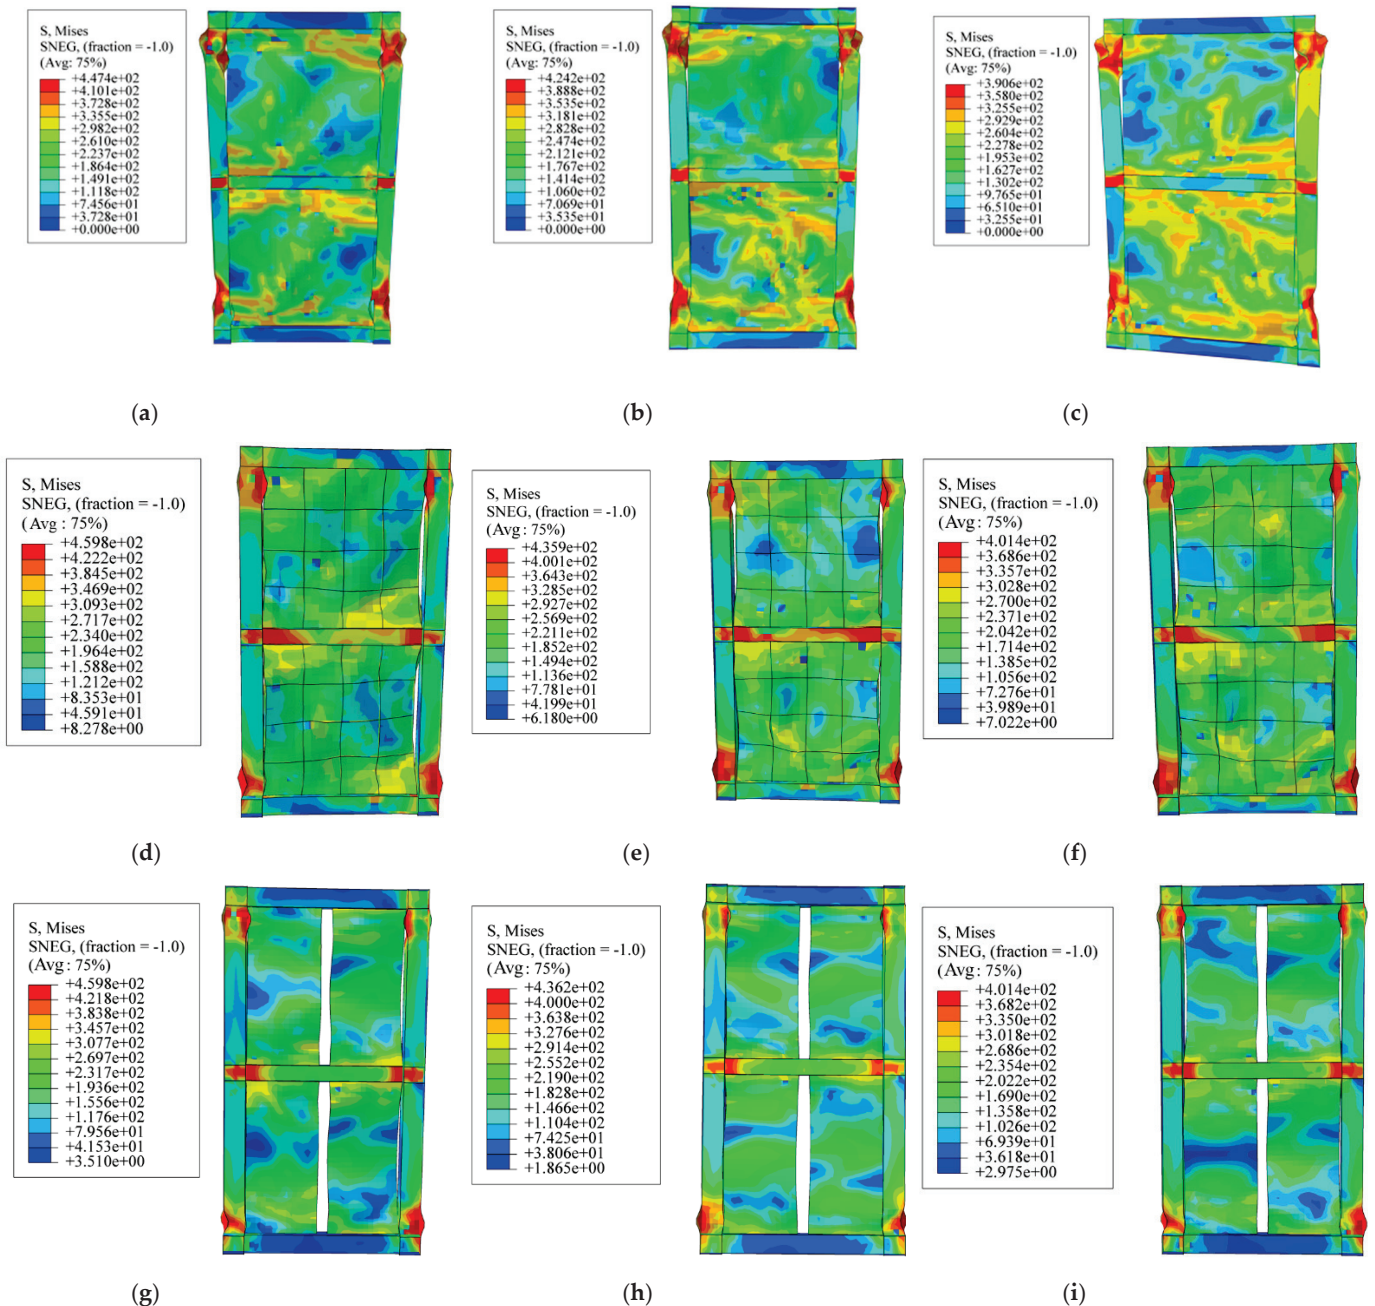 S, Mises
SNEG, (fraction = -1.0)
(Avg: 75%)
+4.474e+02
+4.101e+02
+3.728e+02
+3.355e+02
+2.982e+02
+2.610e+02
+2.237e+02
+1.864e+02
+1.491e+02
+1.118e+02
+7.456e+01
+3.728e+01
+0.000e+00
S, Mises
SNEG, (fraction = -1.0)
(Avg: 75%)
+4.242e+02
+3.888e+02
+3.535e+02
+3.181e+02
+2.828e+02
+2.474e+02
+2.121e+02
+1.767e+02
+1.414e+02
+1.060e+02
+7.069e+01
+3.535e+01
+0.000e+00
S, Mises
SNEG, (fraction = -1.0)
(Avg: 75%)
+3.906e+02
+3.580e+02
+3.255e+02
+2.929e+02
+2.604e+02
+2.278e+02
+1.953e+02
+1.627e+02
+1.302e+02
+9.765e+01
+6.510e+01
+3.255e+01
+0.000e+00
(a)
(b)
(c)
S, Mises
SNEG, (fraction = -1.0)
(Avg : 75%)
+4.598e+02
+4.222e+02
+3.845e+02
+3.469e+02
+3.093e+02
+2.717e+02
+2.340e+02
+1.964e+02
+1.588e+02
+1.212e+02
+8.353e+01
+4.591e+01
+8.278e+00
S, Mises
SNEG, (fraction = -1.0)
(Avg : 75%)
+4.359e+02
+4.001e+02
+3.643e+02
+3.285e+02
+2.927e+02
+2.569e+02
+2.211e+02
+1.852e+02
+1.494e+02
+1.136e+02
+7.781e+01
+4.199e+01
+6.180e+00
S, Mises
SNEG, (fraction = -1.0)
(Avg : 75%)
+4.014e+02
+3.686e+02
+3.357e+02
+3.028e+02
+2.700e+02
+2.371e+02
+2.042e+02
+1.714e+02
+1.385e+02
+1.056e+02
+7.276e+01
+3.989e+01
+7.022e+00
(d)
(e)
(f)
S, Mises
SNEG, (fraction = -1.0)
(Avg : 75%)
+4.598e+02
+4.218e+02
+3.838e+02
+3.457e+02
+3.077e+02
+2.697e+02
+2.317e+02
+1.936e+02
+1.556e+02
+1.176e+02
+7.956e+01
+4.153e+01
+3.510e+00
S, Mises
SNEG, (fraction = -1.0)
(Avg : 75%)
+4.362e+02
+4.000e+02
+3.638e+02
+3.276e+02
+2.914e+02
+2.552e+02
+2.190e+02
+1.828e+02
+1.466e+02
+1.104e+02
+7.425e+01
+3.806e+01
+1.865e+00
S, Mises
SNEG, (fraction = -1.0)
(Avg : 75%)
+4.014e+02
+3.682e+02
+3.350e+02
+3.018e+02
+2.686e+02
+2.354e+02
+2.022e+02
+1.690e+02
+1.358e+02
+1.026e+02
+6.939e+01
+3.618e+01
+2.975e+00
(g)
(h)
(i)